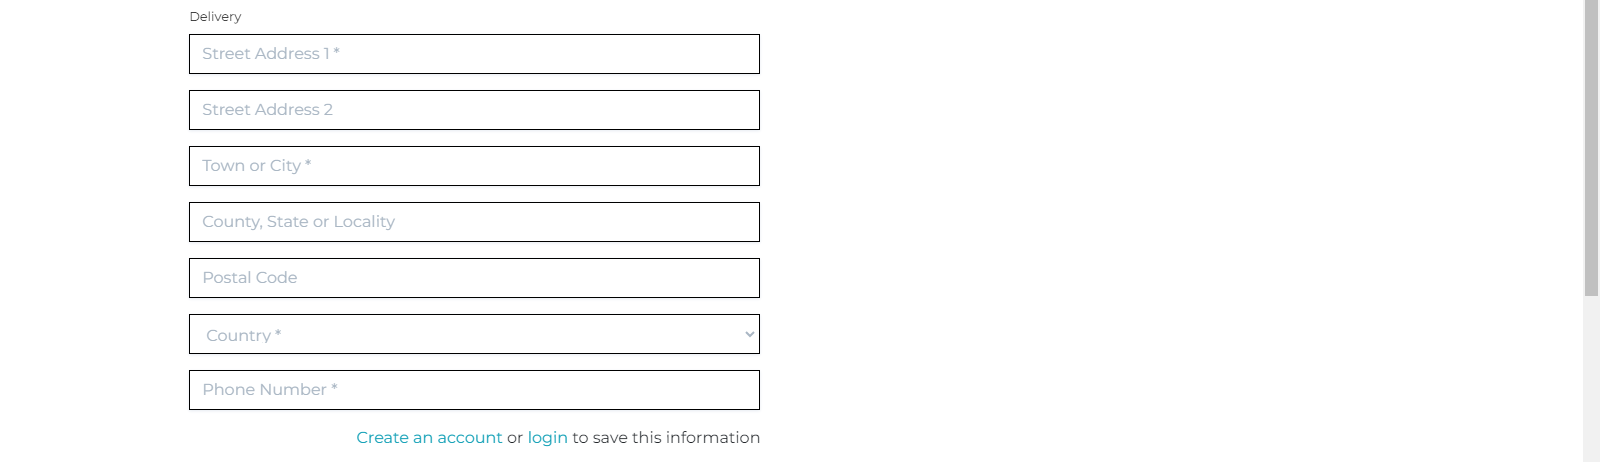 Delivery
Street Address 1 *
Street Address 2
Town or City *
County, State or Locality
Postal Code
Country *
Phone Number *
Create an account or login to save this information